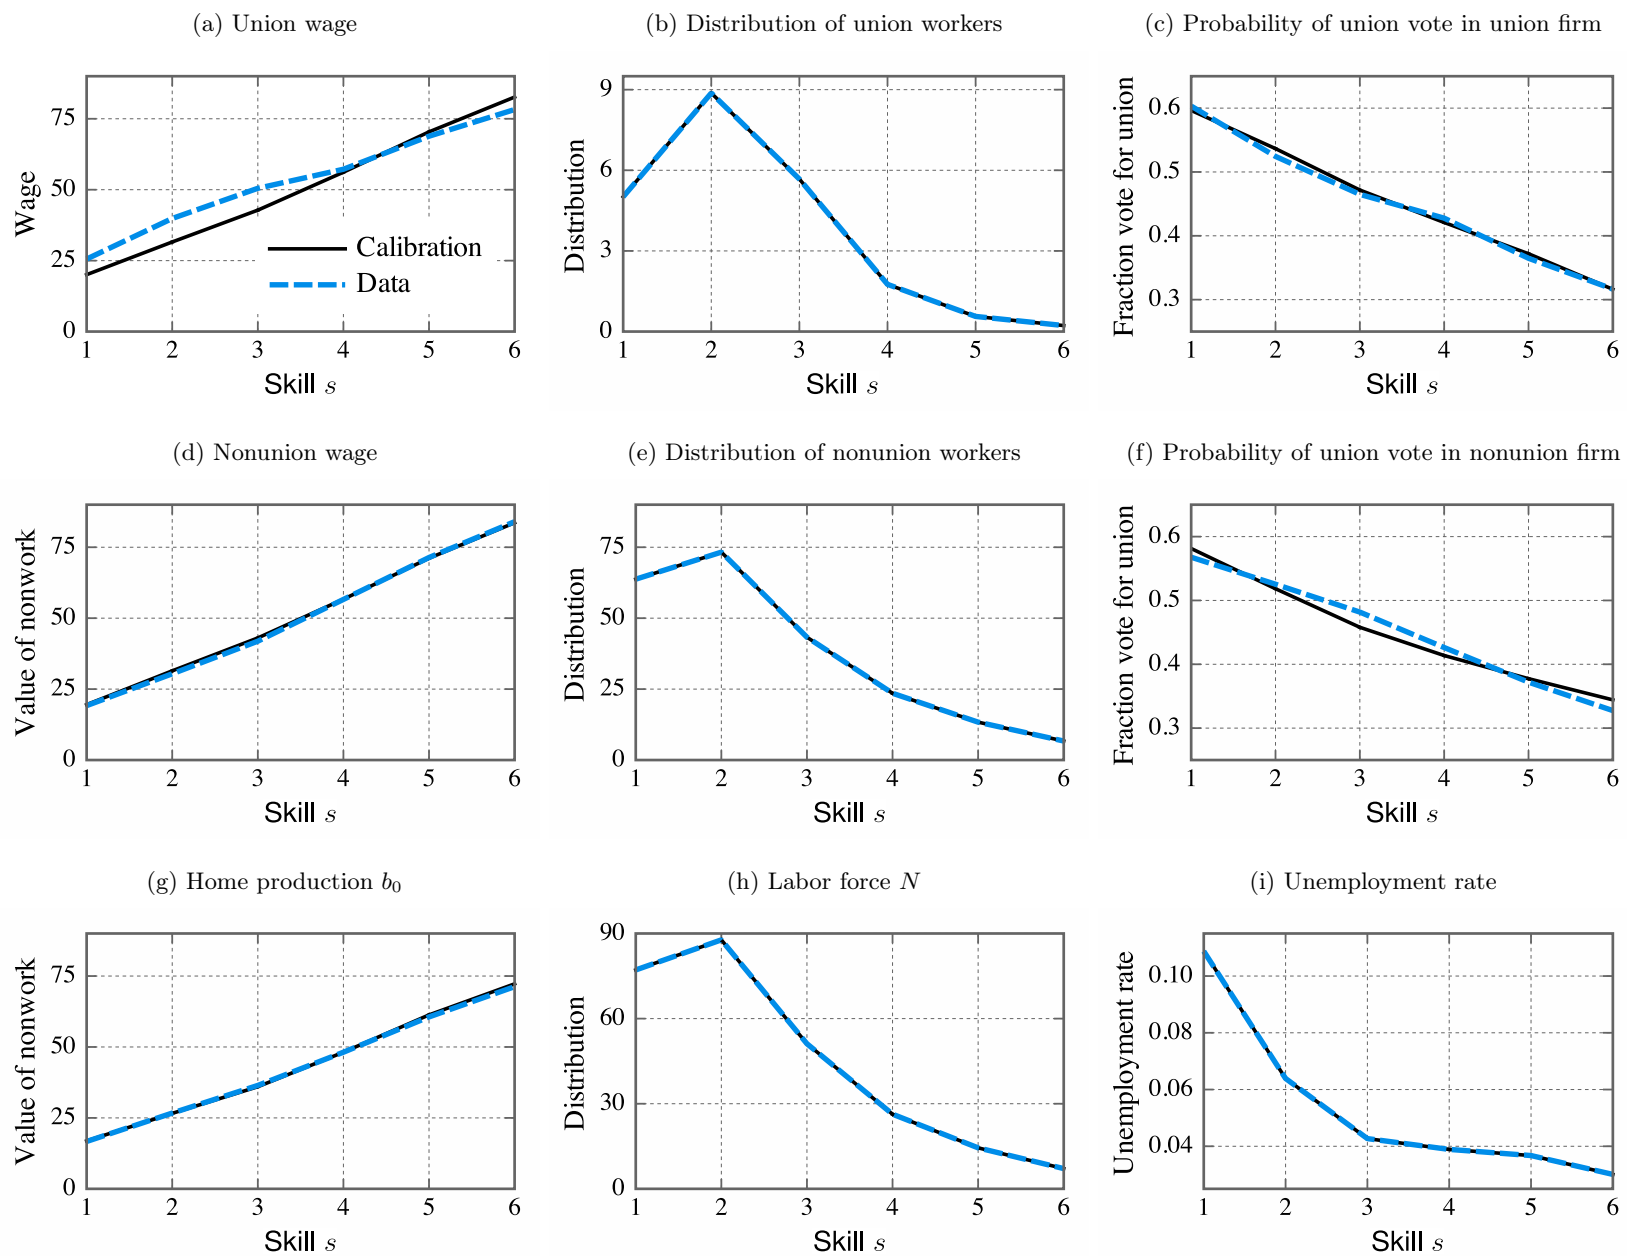 (a) Union wage
Wage
75
50
25
0
Calibration
Data
1 2 3 4 5 6
Skill s
(b) Distribution of union workers
Distribution
9
6
3
0
1 2 3 4 5 6
Skill s
(c) Probability of union vote in union firm
Fraction vote for union
0.6
0.5
0.4
0.3
1 2 3 4 5 6
Skill s
(d) Nonunion wage
Value of nonwork
75
50
25
0
1 2 3 4 5 6
Skill s
(e) Distribution of nonunion workers
Distribution
75
50
25
0
1 2 3 4 5 6
Skill s
(f) Probability of union vote in nonunion firm
Fraction vote for union
0.6
0.5
0.4
0.3
1 2 3 4 5 6
Skill s
(g) Home production b₀
Value of nonwork
75
50
25
0
1 2 3 4 5 6
Skill s
(h) Labor force N
Distribution
90
60
30
0
1 2 3 4 5 6
Skill s
(i) Unemployment rate
Unemployment rate
0.10
0.08
0.06
0.04
1 2 3 4 5 6
Skill s